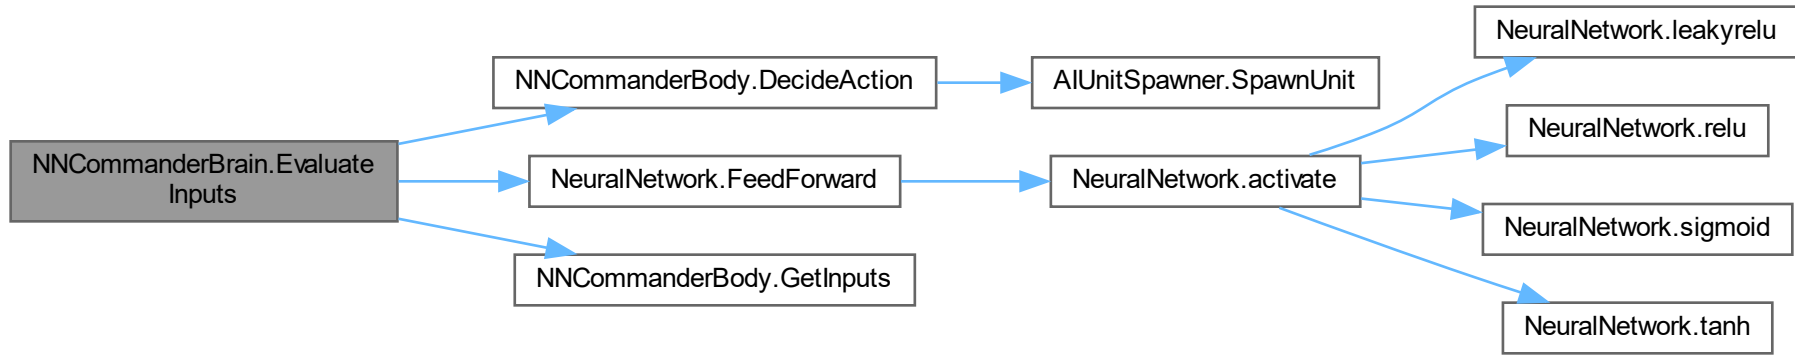 NNCommanderBrain.Evaluate
Inputs
NNCommanderBody.DecideAction
AIUnitSpawner.SpawnUnit
NeuralNetwork.FeedForward
NeuralNetwork.activate
NeuralNetwork.leakyrelu
NeuralNetwork.relu
NeuralNetwork.sigmoid
NeuralNetwork.tanh
NNCommanderBody.GetInputs